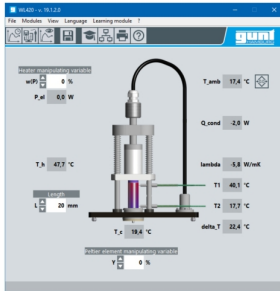 WL420 - v. 19.1.2.0
File Modules View Language Learning module ?
gunt
Heater manipulating variable
w(P) 0 %
P_el 0,0 W
T_amb 17,4 °C
Q_cond -2,0 W
T_h 47,7 °C
lambda -5,8 W/mK
T1 40,1 °C
Length
L 20 mm
T2 17,7 °C
T_c 19,4 °C
delta_T 22,4 °C
Peltier element manipulating variable
Y 0 %